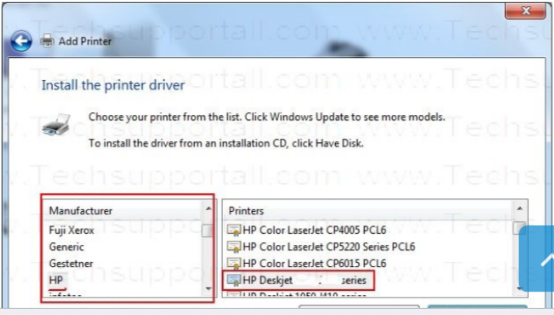 Add Printer
Install the printer driver
Choose your printer from the list. Click Windows Update to see more models.
To install the driver from an installation CD, click Have Disk.
Manufacturer
Fuji Xerox
Generic
Gestetner
HP
Printers
HP Color LaserJet CP4005 PCL6
HP Color LaserJet CP5220 Series PCL6
HP Color LaserJet CP6015 PCL6
HP Deskjet series
www.Techsupportall.com